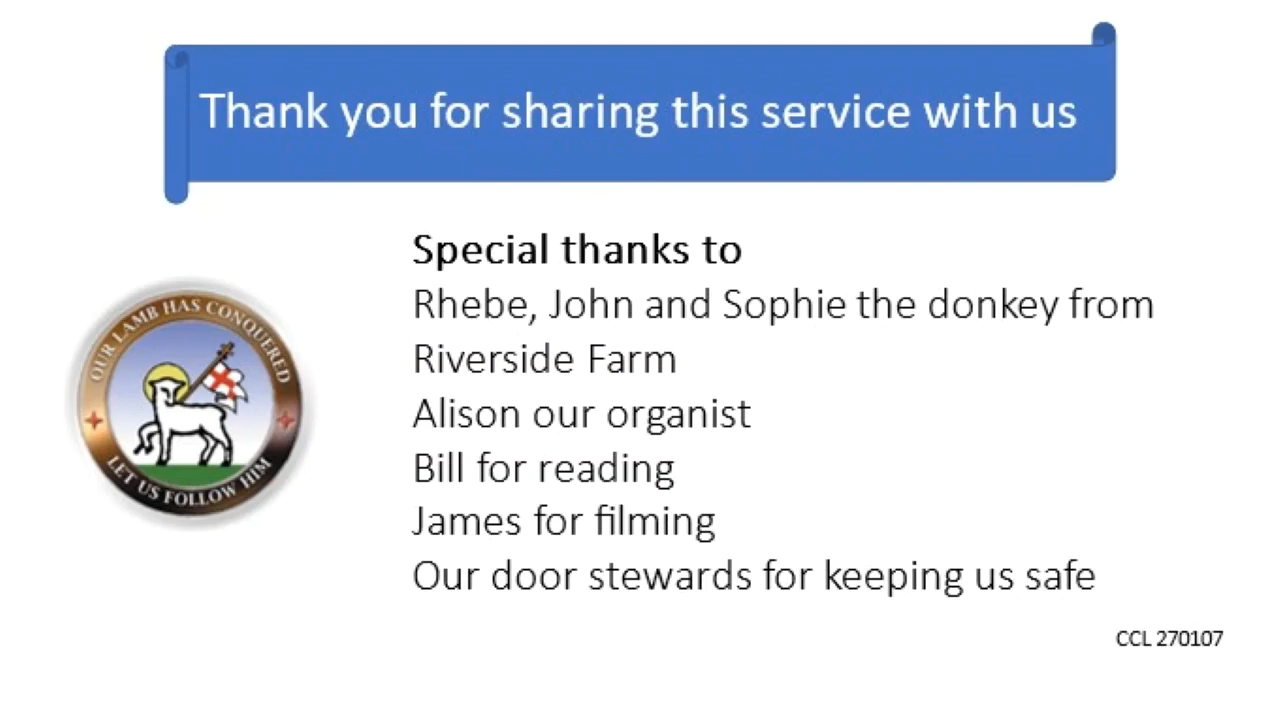 Thank you for sharing this service with us
Special thanks to
Rhebe, John and Sophie the donkey from
Riverside Farm
Alison our organist
Bill for reading
James for filming
Our door stewards for keeping us safe
OUR LAMB HAS CONQUERED
LET US FOLLOW HIM
CCL 270107